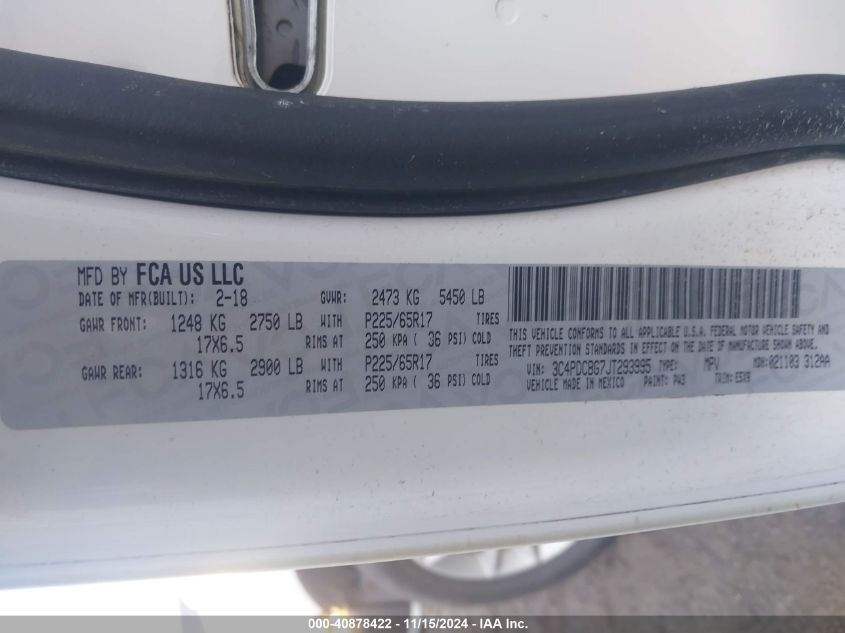 MFD BY FCA US LLC
DATE OF MFR(BUILT): 2-18 GVWR: 2473 KG 5450 LB
GAWR FRONT: 1248 KG 2750 LB WITH P225/65R17 TIRES
17X6.5 RIMS AT 250 KPA ( 36 PSI) COLD
GAWR REAR: 1316 KG 2900 LB WITH P225/65R17 TIRES
17X6.5 RIMS AT 250 KPA ( 36 PSI) COLD
THIS VEHICLE CONFORMS TO ALL APPLICABLE U.S.A. FEDERAL MOTOR VEHICLE SAFETY AND
THEFT PREVENTION STANDARDS IN EFFECT ON THE DATE OF MANUFACTURE SHOWN ABOVE.
VIN: 3C4PDCBG7JT293995 TYPE: MPV MDH: 021103 312AA
VEHICLE MADE IN MEXICO PAINT: PW3 TRIM:
000-40878422 - 11/15/2024 - IAA Inc.